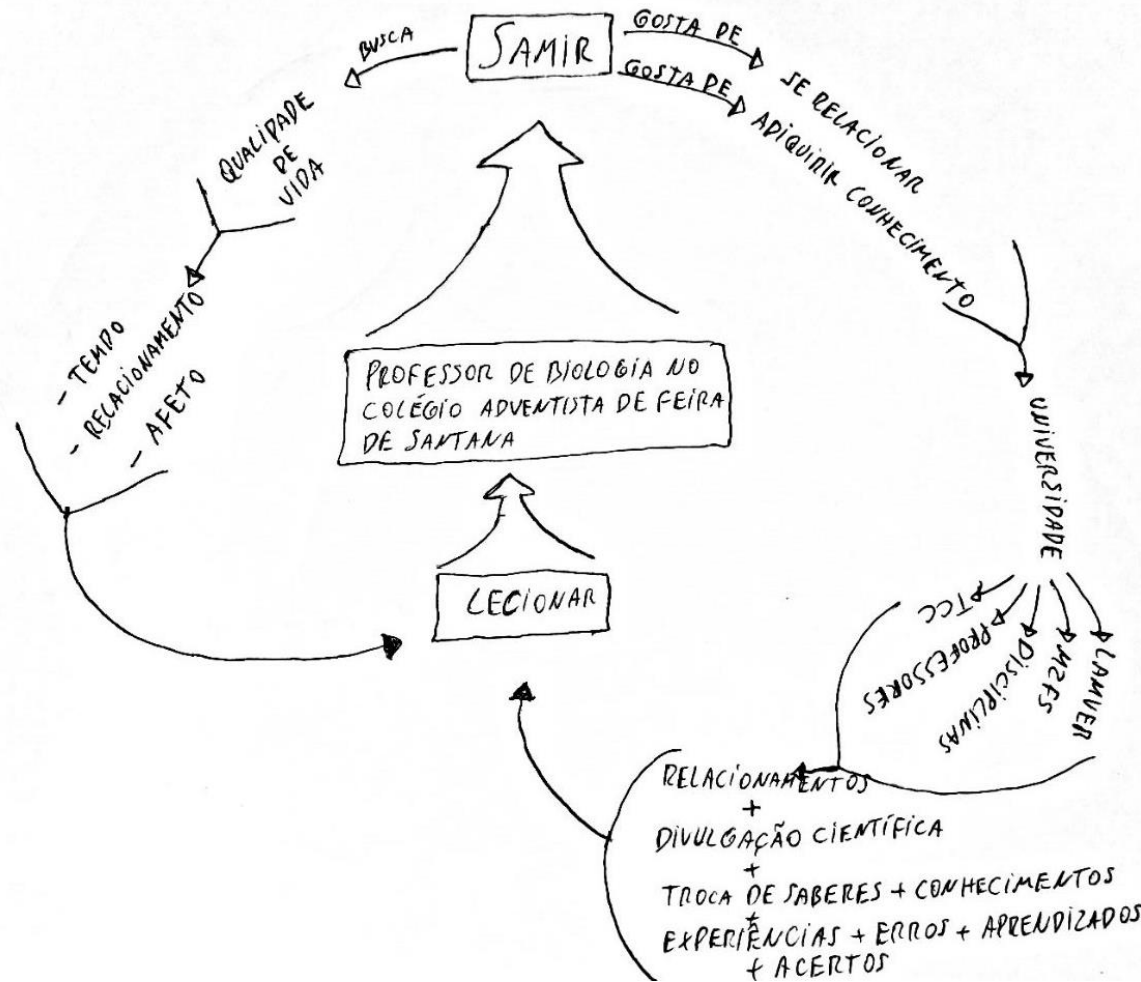 SAMIR
BUSCA
QUALIDADE
DE
VIDA
- TEMPO
- RELACIONAMENTO
- AFETO
GOSTA DE
SE RELACIONAR
GOSTA DE
ADIQUIRIR CONHECIMENTO
UNIVERSIDADE
TCC
PROFESSORES
DISCIPLINAS
MZFS
LAMVER
RELACIONAMENTOS
+
DIVULGAÇÃO CIENTÍFICA
+
TROCA DE SABERES + CONHECIMENTOS
+
EXPERIÊNCIAS + ERROS + APRENDIZADOS
+ ACERTOS
LECIONAR
PROFESSOR DE BIOLOGIA NO
COLÉGIO ADVENTISTA DE FEIRA
DE SANTANA